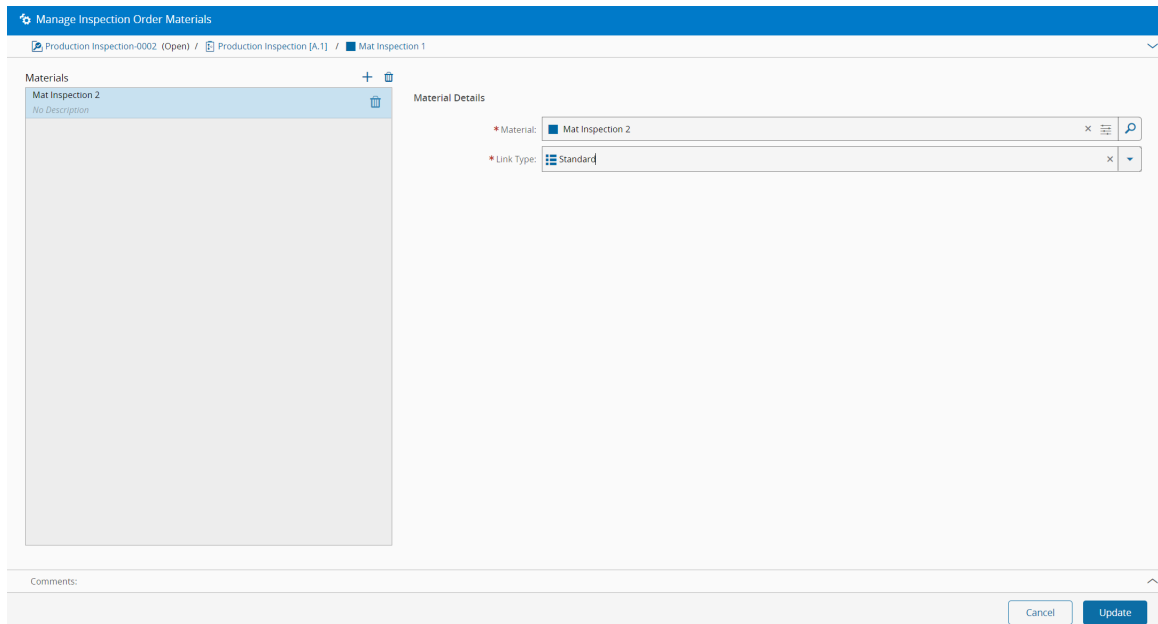 Manage Inspection Order Materials
Production Inspection-0002 (Open) / Production Inspection [A.1] / Mat Inspection 1
Materials
Mat Inspection 2
No Description
Material Details
*Material: Mat Inspection 2
*Link Type: Standard
Comments:
Cancel Update